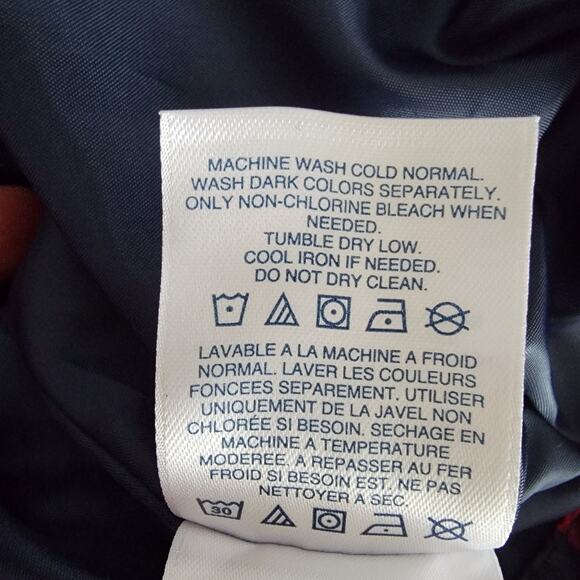 MACHINE WASH COLD NORMAL.
WASH DARK COLORS SEPARATELY.
ONLY NON-CHLORINE BLEACH WHEN
NEEDED.
TUMBLE DRY LOW.
COOL IRON IF NEEDED.
DO NOT DRY CLEAN.
LAVABLE A LA MACHINE A FROID
NORMAL. LAVER LES COULEURS
FONCEES SEPAREMENT. UTILISER
UNIQUEMENT DE LA JAVEL NON
CHLORÉE SI BESOIN. SECHAGE EN
MACHINE A TEMPERATURE
MODEREE. A REPASSER AU FER
FROID SI BESOIN EST. NE PAS
NETTOYER A SEC.
30